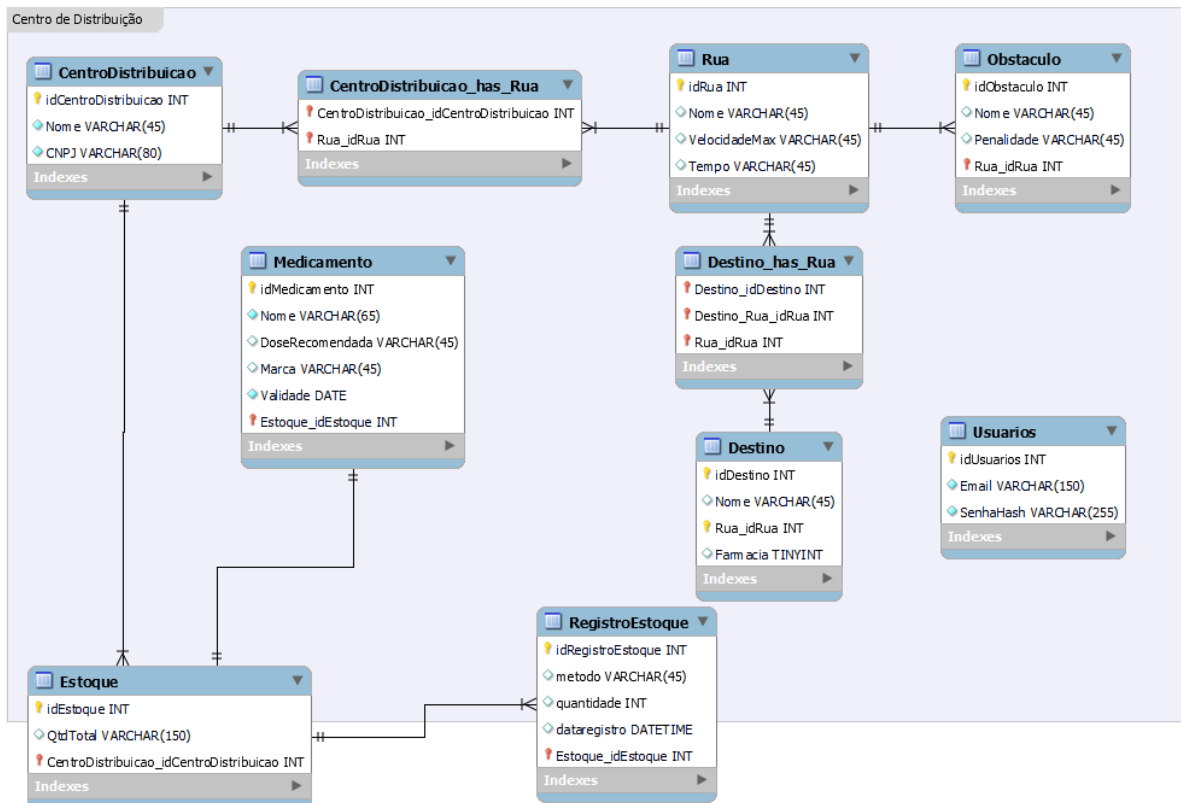 Centro de Distribuição
CentroDistribuicao
idCentroDistribuicao INT
Nome VARCHAR(45)
CNPJ VARCHAR(80)
Indexes
CentroDistribuicao_has_Rua
CentroDistribuicao_idCentroDistribuicao INT
Rua_idRua INT
Indexes
Rua
idRua INT
Nome VARCHAR(45)
VelocidadeMax VARCHAR(45)
Tempo VARCHAR(45)
Indexes
Obstaculo
idObstaculo INT
Nome VARCHAR(45)
Penalidade VARCHAR(45)
Rua_idRua INT
Indexes
Medicamento
idMedicamento INT
Nome VARCHAR(65)
DoseRecomendada VARCHAR(45)
Marca VARCHAR(45)
Validade DATE
Estoque_idEstoque INT
Indexes
Destino_has_Rua
Destino_idDestino INT
Destino_Rua_idRua INT
Rua_idRua INT
Indexes
Destino
idDestino INT
Nome VARCHAR(45)
Rua_idRua INT
Farmacia TINYINT
Indexes
Usuarios
idUsuarios INT
Email VARCHAR(150)
SenhaHash VARCHAR(255)
Indexes
RegistroEstoque
idRegistroEstoque INT
metodo VARCHAR(45)
quantidade INT
dataregistro DATETIME
Estoque_idEstoque INT
Indexes
Estoque
idEstoque INT
QtdTotal VARCHAR(150)
CentroDistribuicao_idCentroDistribuicao INT
Indexes